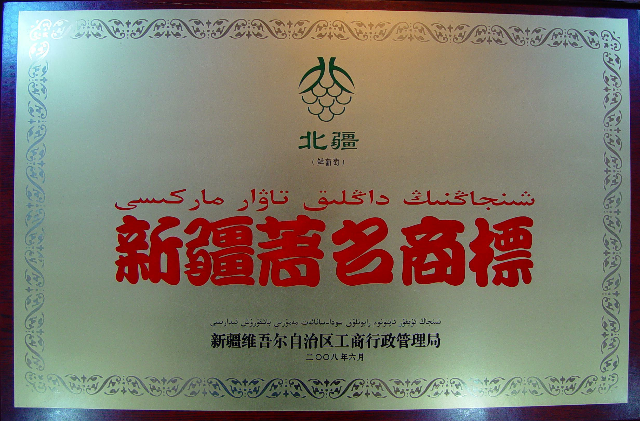 北疆
شىنجاڭنىڭ داڭلىق تاۋار ماركىسى
新疆著名商標
新疆维吾尔自治区工商行政管理局
二〇〇八年六月